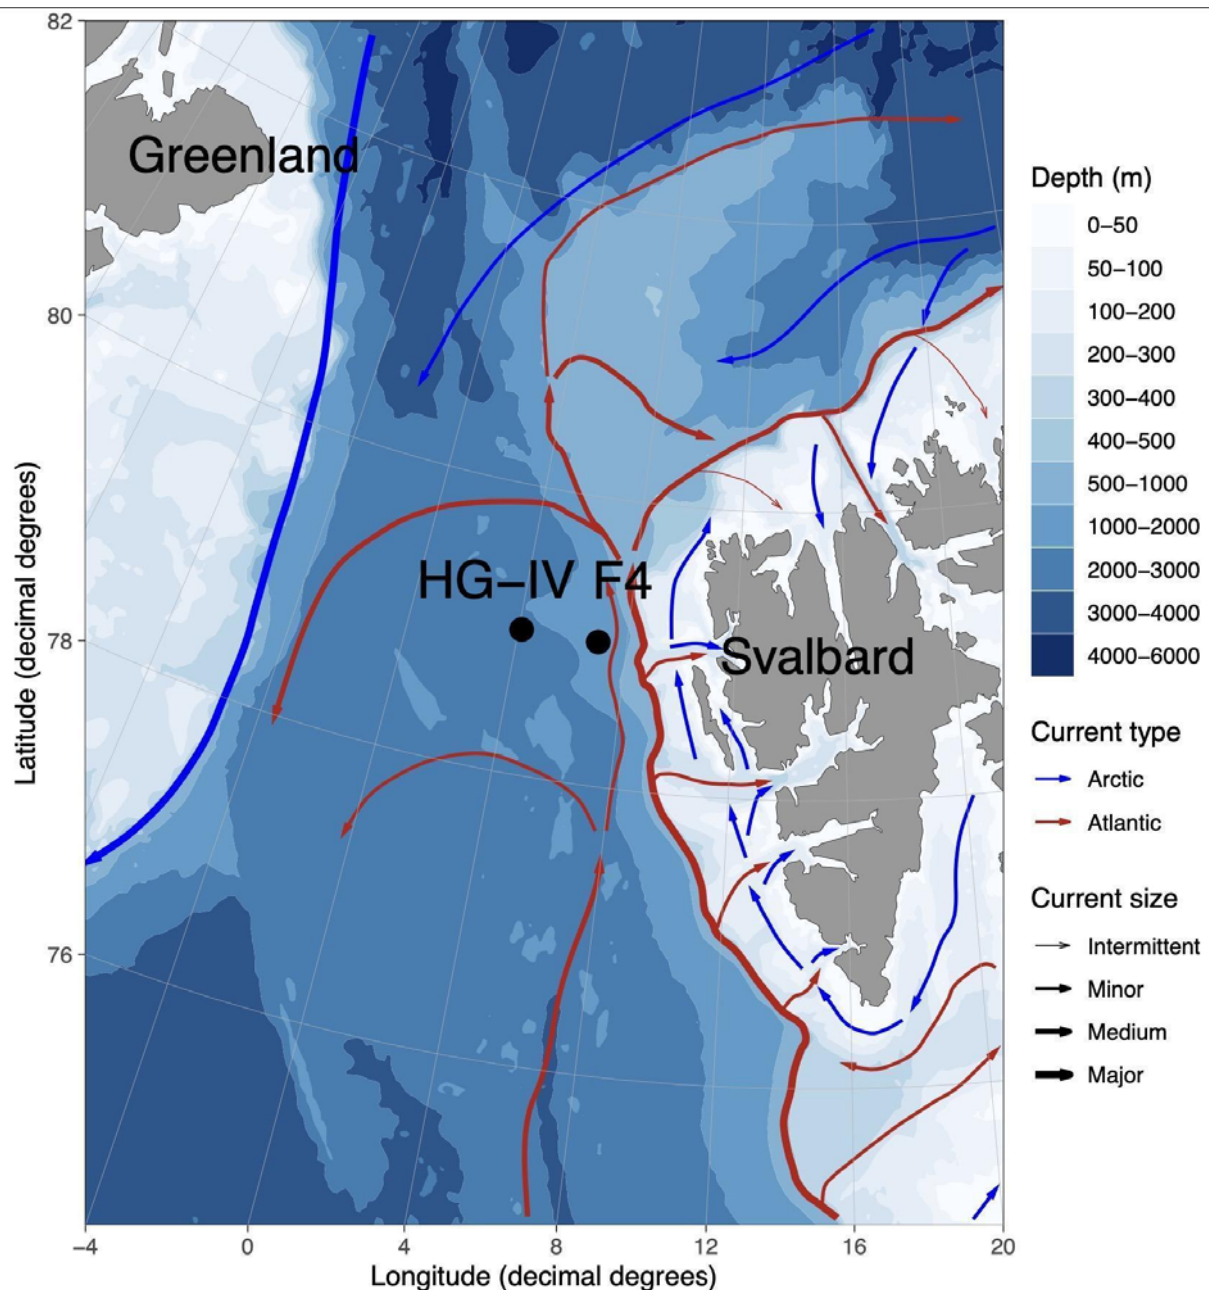 82
80
78
76
Latitude (decimal degrees)
Greenland
HG–IV F4
Svalbard
−4 0 4 8 12 16 20
Longitude (decimal degrees)
Depth (m)
0–50
50–100
100–200
200–300
300–400
400–500
500–1000
1000–2000
2000–3000
3000–4000
4000–6000
Current type
Arctic
Atlantic
Current size
Intermittent
Minor
Medium
Major